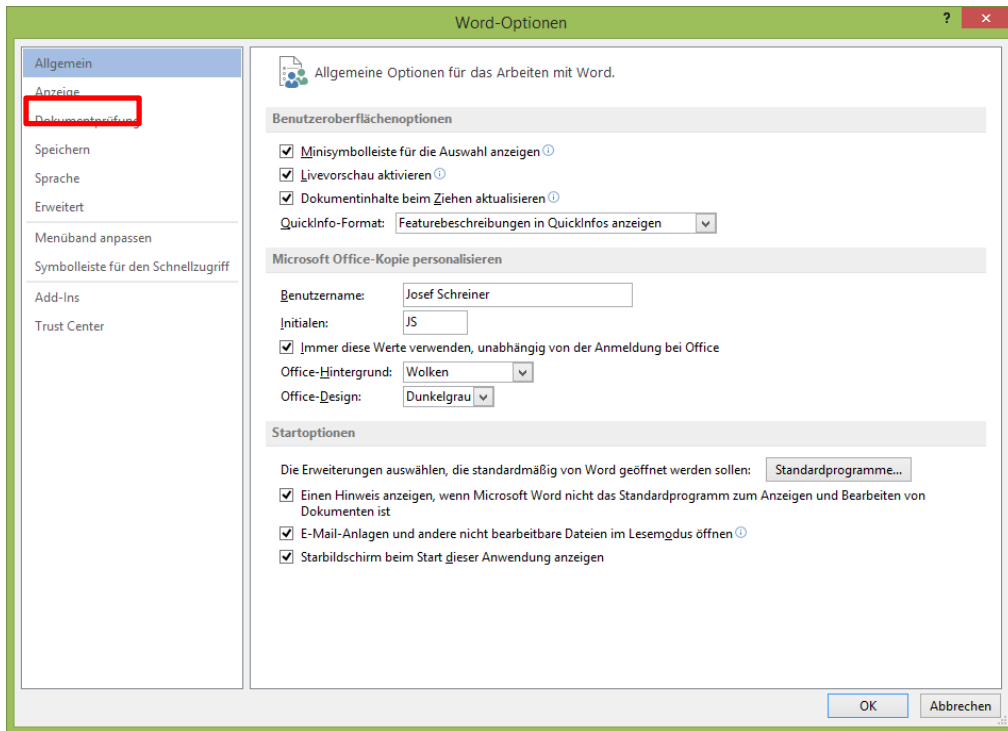 Word-Optionen
?
Allgemein
Anzeige
Dokumentprüfung
Speichern
Sprache
Erweitert
Menüband anpassen
Symbolleiste für den Schnellzugriff
Add-Ins
Trust Center
Allgemeine Optionen für das Arbeiten mit Word.
Benutzeroberflächenoptionen
Minisymbolleiste für die Auswahl anzeigen
Livevorschau aktivieren
Dokumentinhalte beim Ziehen aktualisieren
QuickInfo-Format: Featurebeschreibungen in QuickInfos anzeigen
Microsoft Office-Kopie personalisieren
Benutzername: Josef Schreiner
Initialen: JS
Immer diese Werte verwenden, unabhängig von der Anmeldung bei Office
Office-Hintergrund: Wolken
Office-Design: Dunkelgrau
Startoptionen
Die Erweiterungen auswählen, die standardmäßig von Word geöffnet werden sollen: Standardprogramme...
Einen Hinweis anzeigen, wenn Microsoft Word nicht das Standardprogramm zum Anzeigen und Bearbeiten von
Dokumenten ist
E-Mail-Anlagen und andere nicht bearbeitbare Dateien im Lesemodus öffnen
Starbildschirm beim Start dieser Anwendung anzeigen
OK Abbrechen